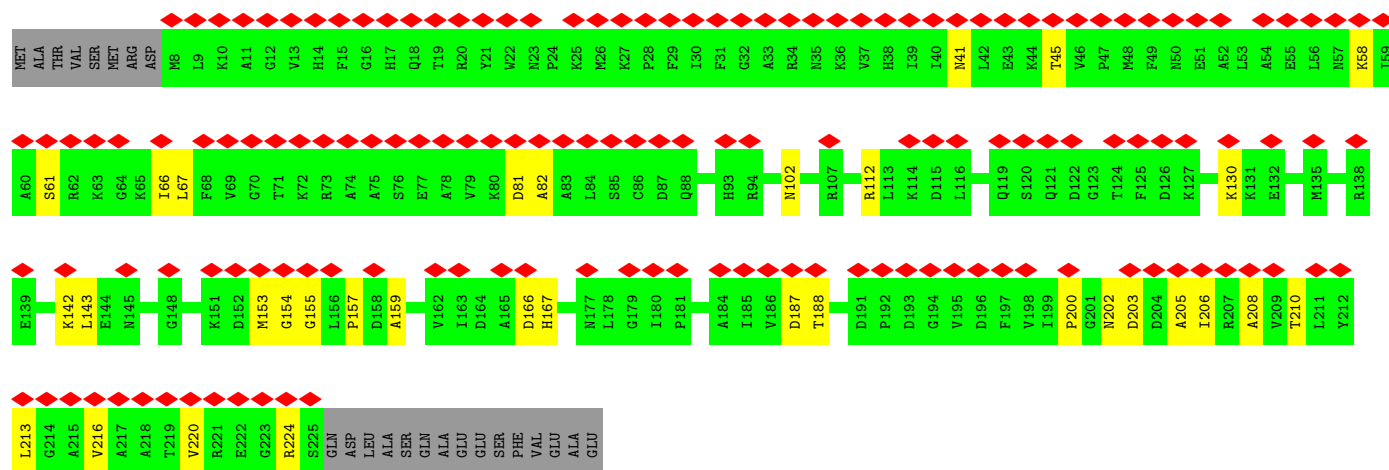 MET ALA THR VAL SER MET ARG ASP M8 L9 K10 A11 G12 V13 H14 F15 G16 H17 Q18 T19 R20 Y21 W22 N23 P24 K25 M26 K27 P28 F29 I30 F31 G32 A33 R34 N35 K36 V37 H38 I39 I40 N41 L42 E43 K44 T45 V46 P47 M48 F49 N50 E51 A52 L53 A54 E55 L56 N57 K58 I59
A60 S61 R62 K63 G64 K65 I66 L67 F68 V69 G70 T71 K72 R73 A74 A75 S76 E77 A78 V79 K80 D81 A82 A83 L84 S85 C86 D87 Q88 H93 R94 N102 R107 R112 L113 K114 D115 L116 Q119 S120 Q121 D122 G123 T124 F125 D126 K127 K130 K131 E132 M135 R138
E139 K142 L143 E144 N145 G148 K151 D152 M153 G154 G155 L156 P157 D158 A159 V162 I163 D164 A165 D166 H167 N177 L178 G179 I180 P181 A184 I185 V186 D187 T188 D191 P192 D193 G194 V195 D196 F197 V198 I199 P200 G201 N202 D203 D204 A205 I206 R207 A208 V209 T210 L211 Y212
L213 G214 A215 V216 A217 A218 T219 V220 R221 E222 G223 R224 S225 GLN ASP LEU ALA SER GLN ALA GLU GLU SER PHE VAL GLU ALA GLU